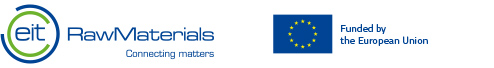 eit RawMaterials
Connecting matters
Funded by
the European Union